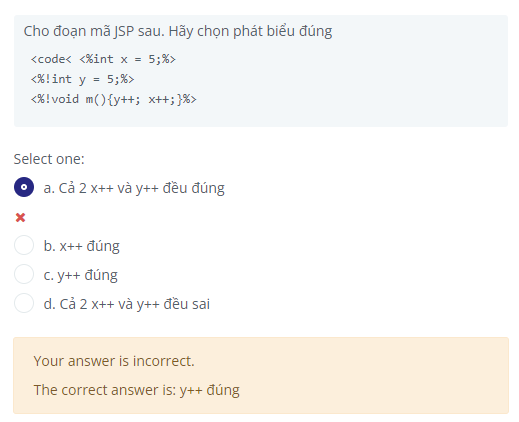 Cho đoạn mã JSP sau. Hãy chọn phát biểu đúng
<code< <%int x = 5;%>
<%!int y = 5;%>
<%!void m(){y++; x++;}%>
Select one:
a. Cả 2 x++ và y++ đều đúng
b. x++ đúng
c. y++ đúng
d. Cả 2 x++ và y++ đều sai
Your answer is incorrect.
The correct answer is: y++ đúng